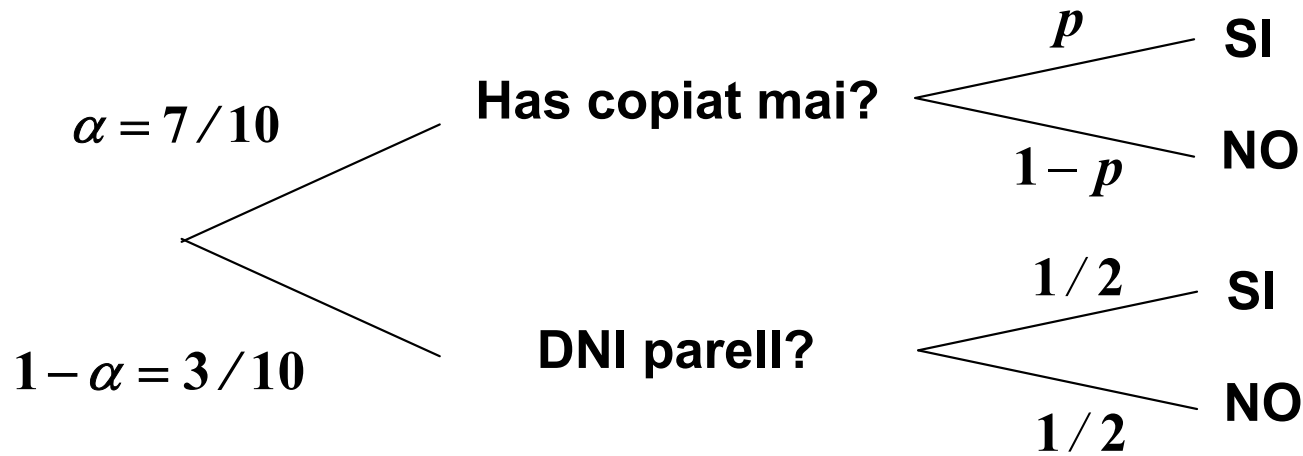 p
SI
Has copiat mai?
α = 7 / 10
NO
1 − p
1 / 2
SI
DNI parell?
1 − α = 3 / 10
NO
1 / 2